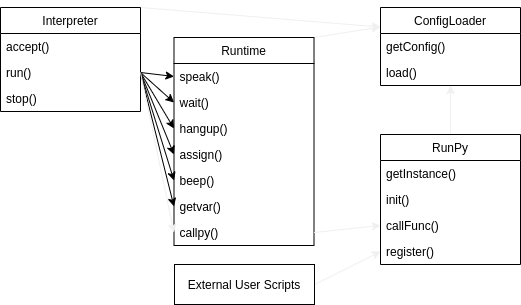 Interpreter
accept()
run()
stop()
Runtime
speak()
wait()
hangup()
assign()
beep()
getvar()
callpy()
External User Scripts
ConfigLoader
getConfig()
load()
RunPy
getInstance()
init()
callFunc()
register()